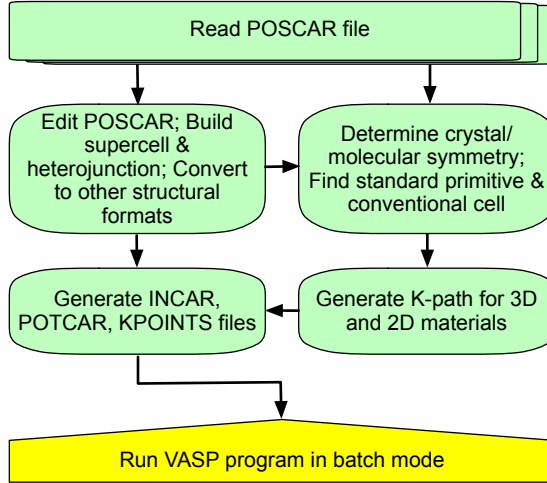 Read POSCAR file
Edit POSCAR; Build
supercell &
heterojunction; Convert
to other structural
formats
Determine crystal/
molecular symmetry;
Find standard primitive &
conventional cell
Generate INCAR,
POTCAR, KPOINTS files
Generate K-path for 3D
and 2D materials
Run VASP program in batch mode